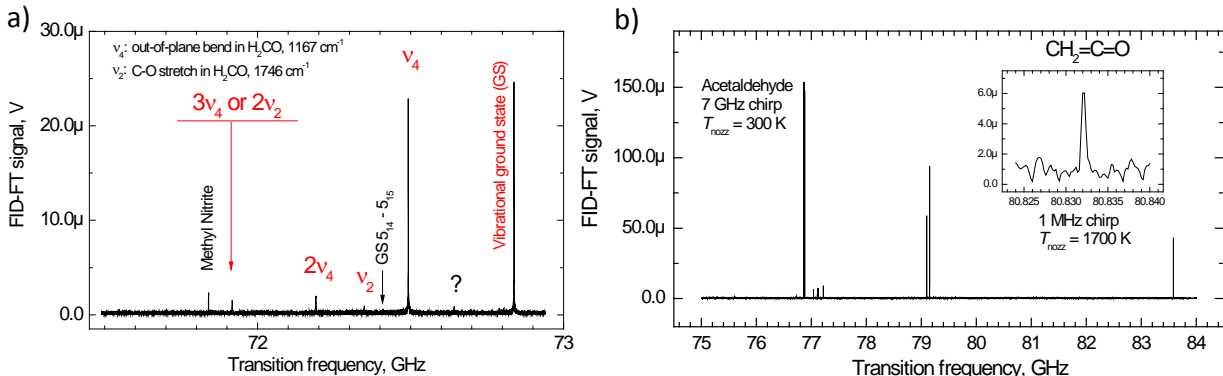 a)
ν₄: out-of-plane bend in H₂CO, 1167 cm⁻¹
ν₂: C-O stretch in H₂CO, 1746 cm⁻¹
3ν₄ or 2ν₂
Methyl Nitrite
2ν₄
ν₂
GS 5₁₄ - 5₁₅
ν₄
?
Vibrational ground state (GS)
30.0µ
20.0µ
10.0µ
0.0
FID-FT signal, V
72
73
Transition frequency, GHz
b)
Acetaldehyde
7 GHz chirp
Tnozz = 300 K
CH₂=C=O
6.0µ
4.0µ
2.0µ
0.0
80.825
80.830
80.835
80.840
1 MHz chirp
Tnozz = 1700 K
150.0µ
100.0µ
50.0µ
0.0
FID-FT signal, V
75
76
77
78
79
80
81
82
83
84
Transition frequency, GHz